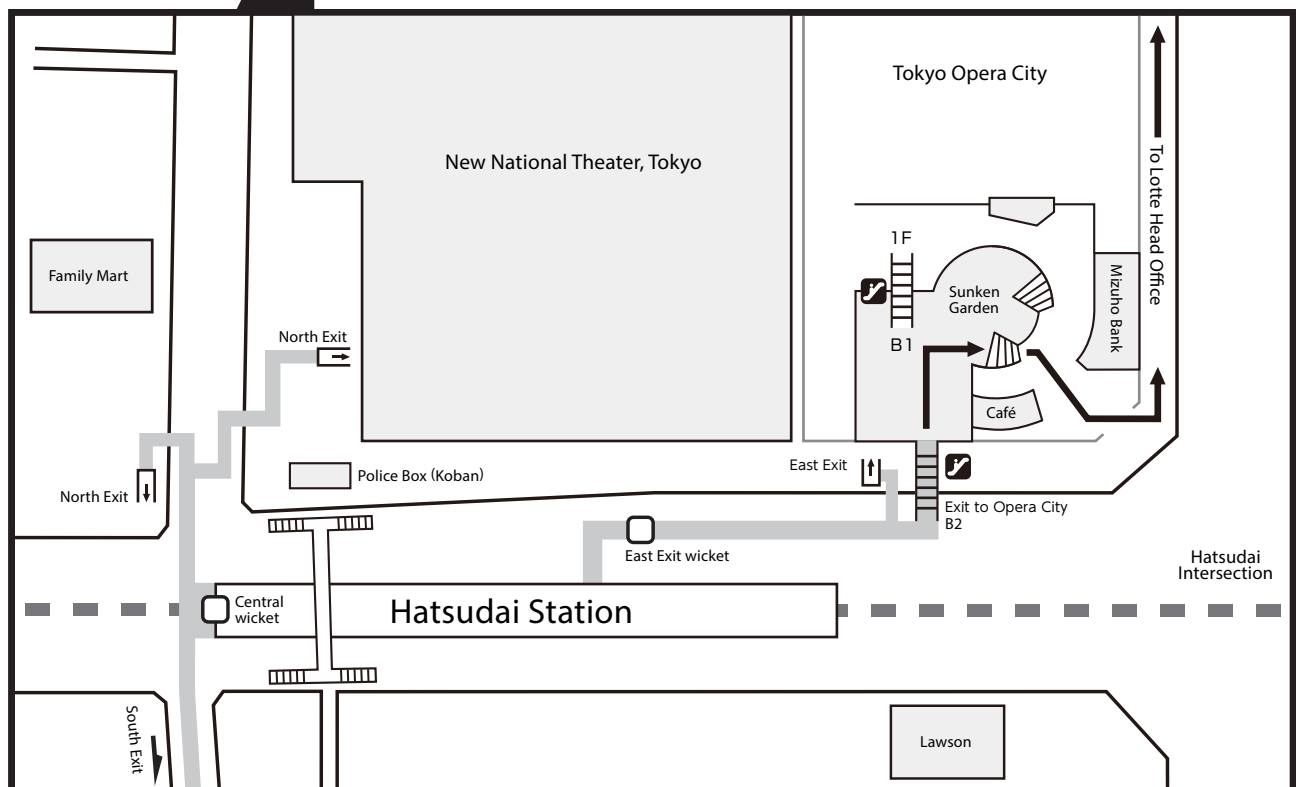 Tokyo Opera City
New National Theater, Tokyo
To Lotte Head Office
1F
Family Mart
Sunken
Garden
Mizuho Bank
North Exit
B1
Café
East Exit
Police Box (Koban)
North Exit
Exit to Opera City
B2
East Exit wicket
Hatsudai
Intersection
Central
wicket
Hatsudai Station
South Exit
Lawson